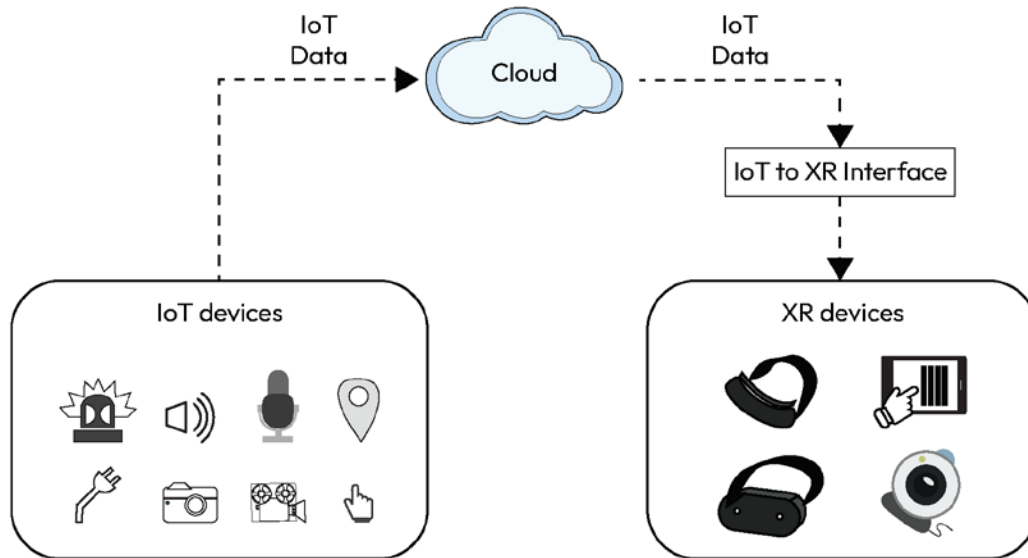 IoT
Data
Cloud
IoT
Data
IoT to XR Interface
IoT devices
XR devices